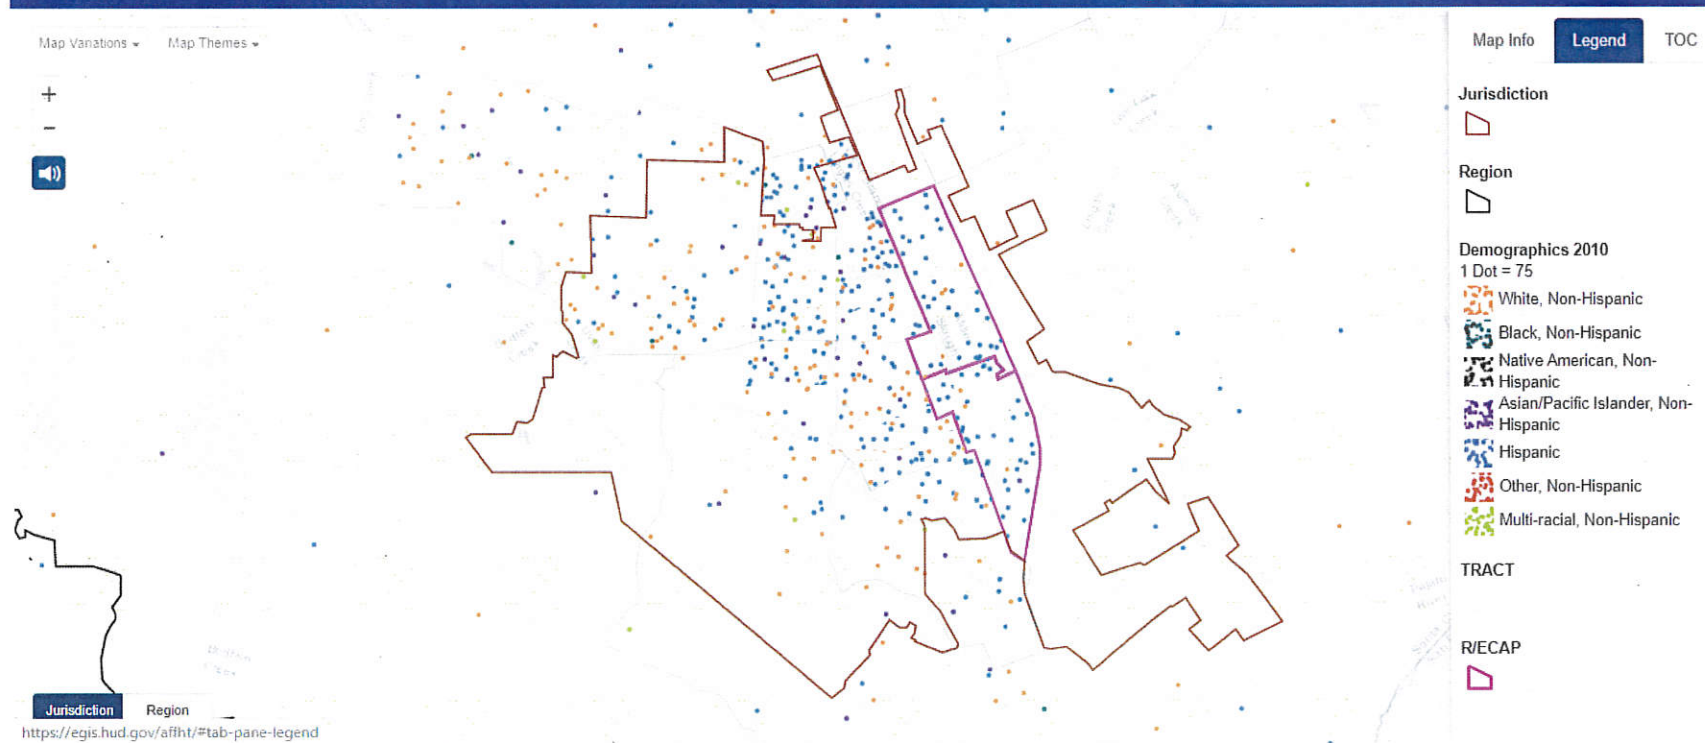 Map Variations
Map Themes
+
−
Map Info
Legend
TOC
Jurisdiction
Region
Demographics 2010
1 Dot = 75
White, Non-Hispanic
Black, Non-Hispanic
Native American, Non-
Hispanic
Asian/Pacific Islander, Non-
Hispanic
Hispanic
Other, Non-Hispanic
Multi-racial, Non-Hispanic
TRACT
R/ECAP
Jurisdiction
Region
https://egis.hud.gov/affht/#tab-pane-legend